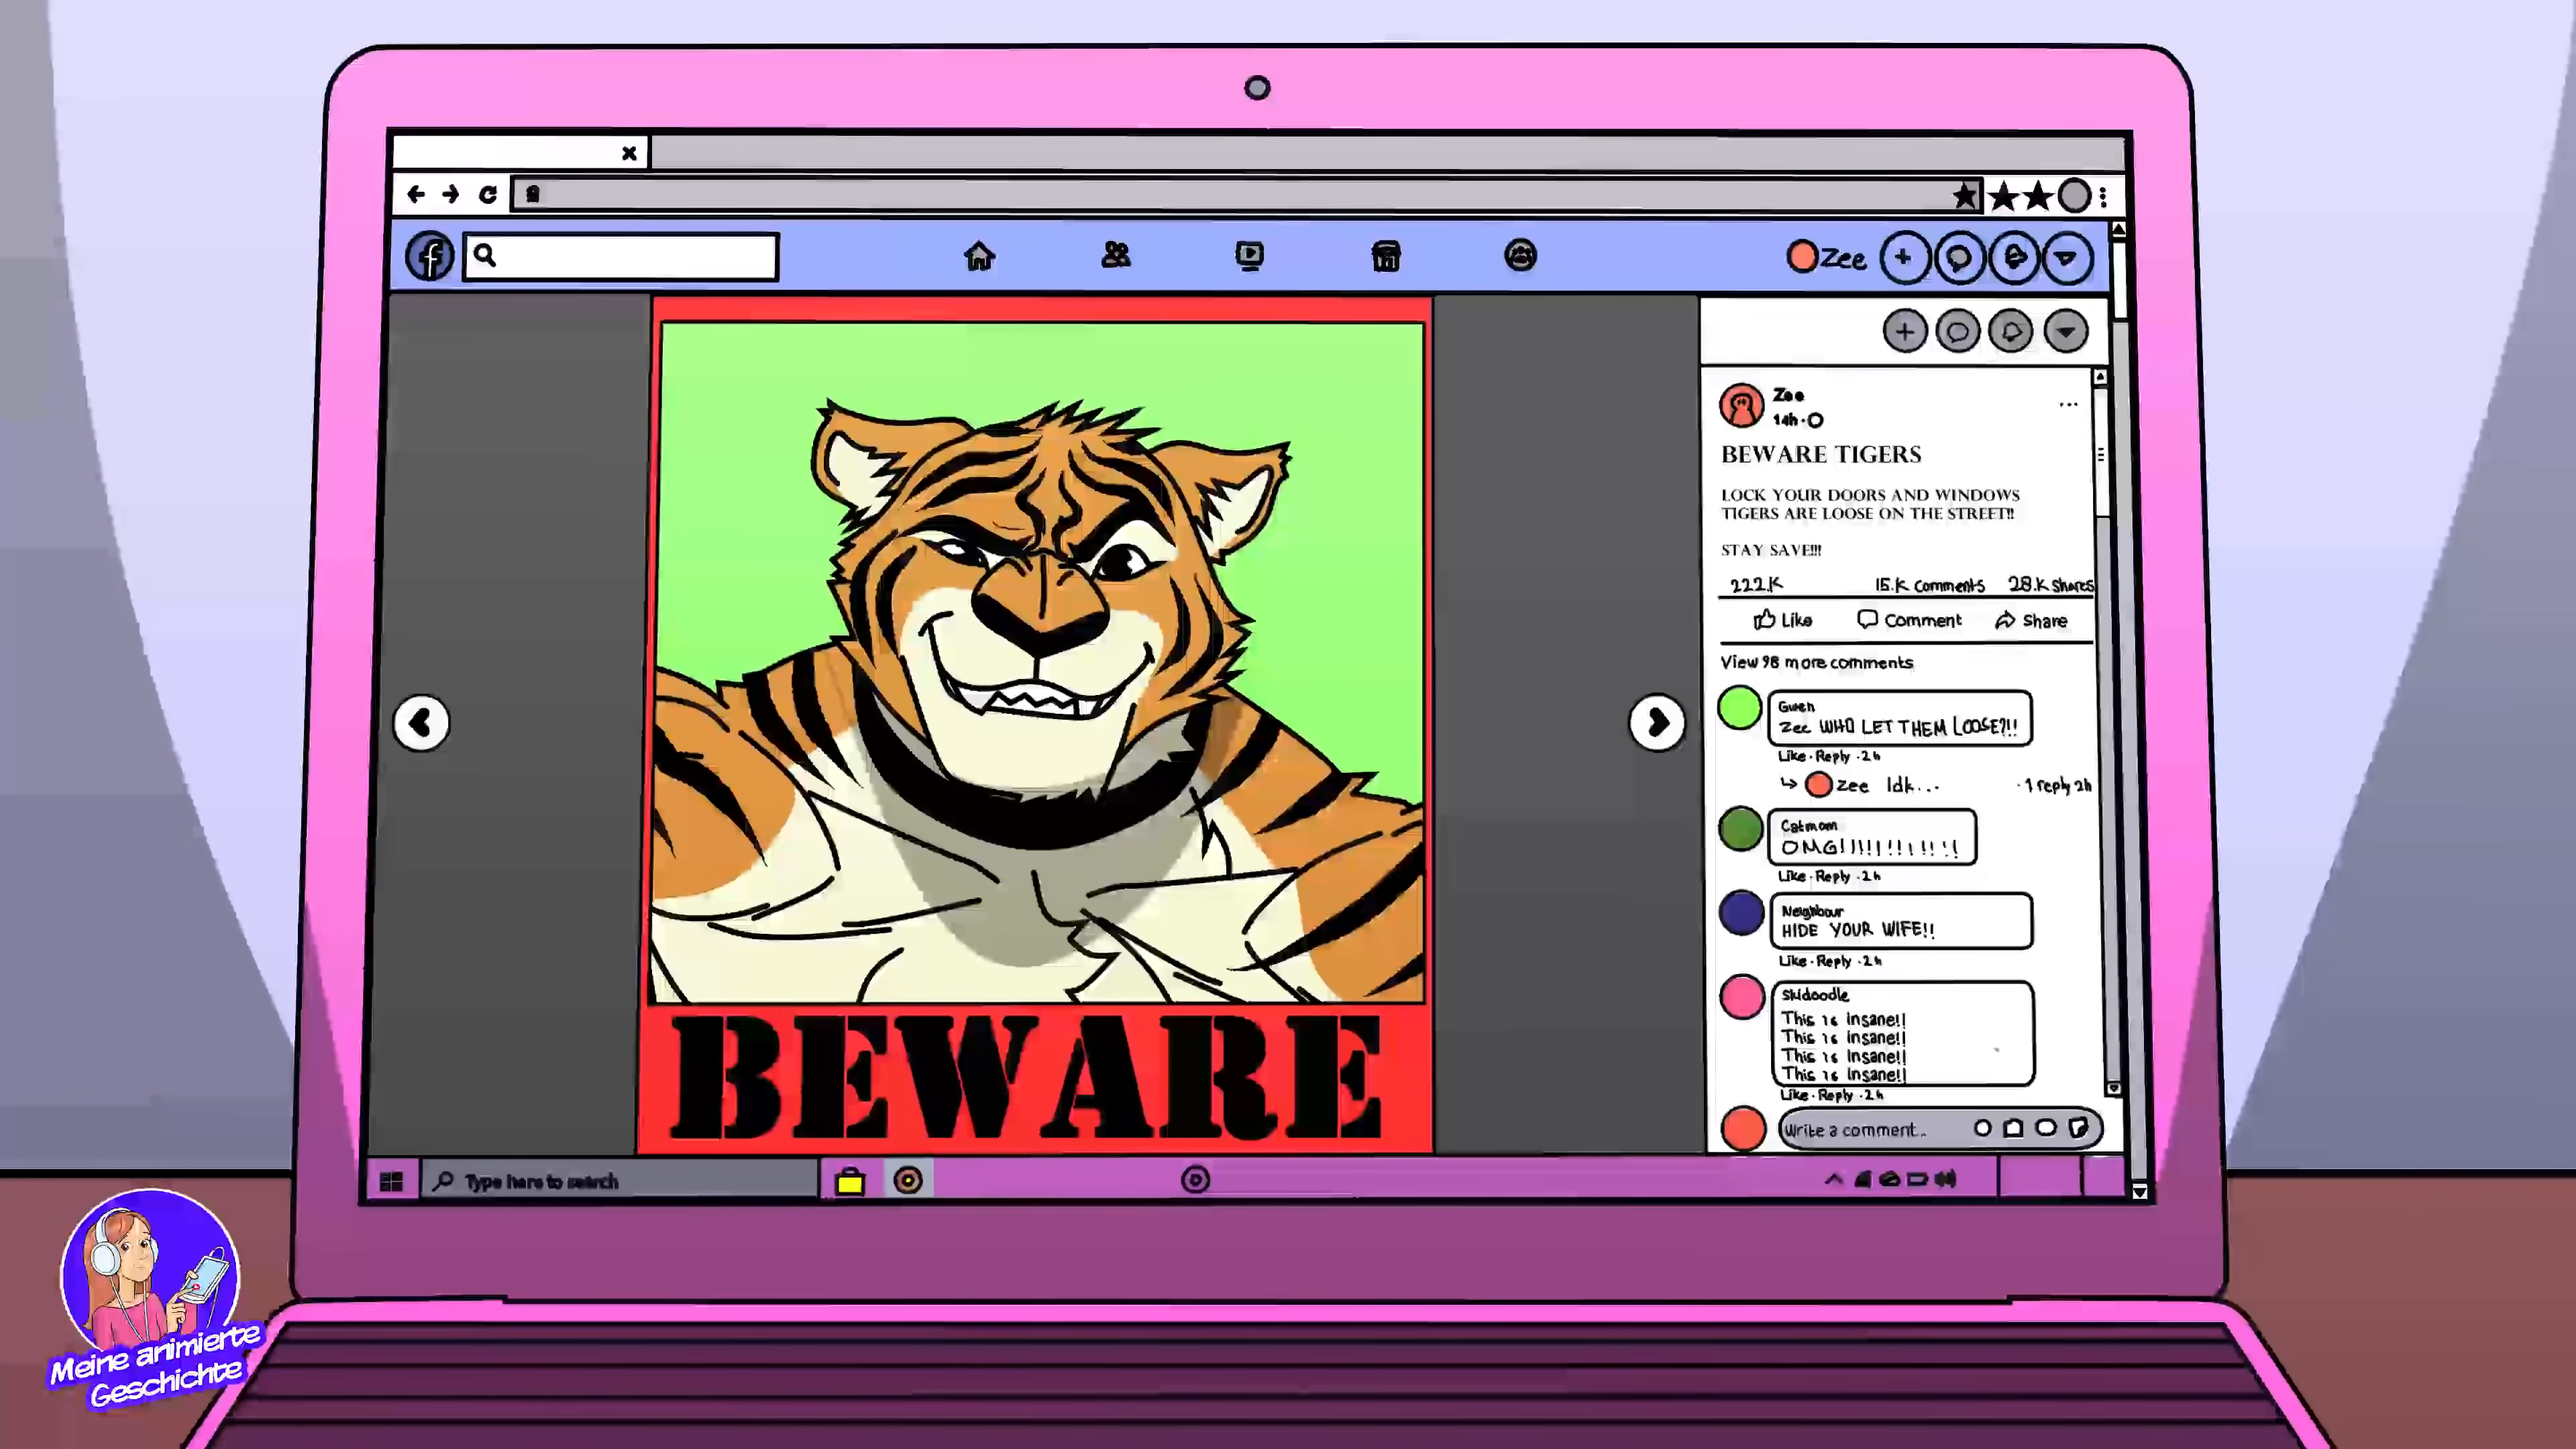 f
Zee
Zee
14h
...
BEWARE TIGERS
LOCK YOUR DOORS AND WINDOWS
TIGERS ARE LOOSE ON THE STREET!!
STAY SAVE!!!
222.K 15.K Comments 28.K Shares
Like Comment Share
View 98 more comments
Gwen
Zee WHO LET THEM LOOSE?!!
Like · Reply · 2h
Zee Idk... · 1 reply 2h
Catmom
OMG!!!!!!!!!!!!
Like · Reply · 2h
Neighbour
HIDE YOUR WIFE!!
Like · Reply · 2h
Skidoodle
This is insane!!
This is insane!!
This is insane!!
This is insane!!
Like · Reply · 2h
Write a comment..
BEWARE
Type here to search
Meine animierte
Geschichte